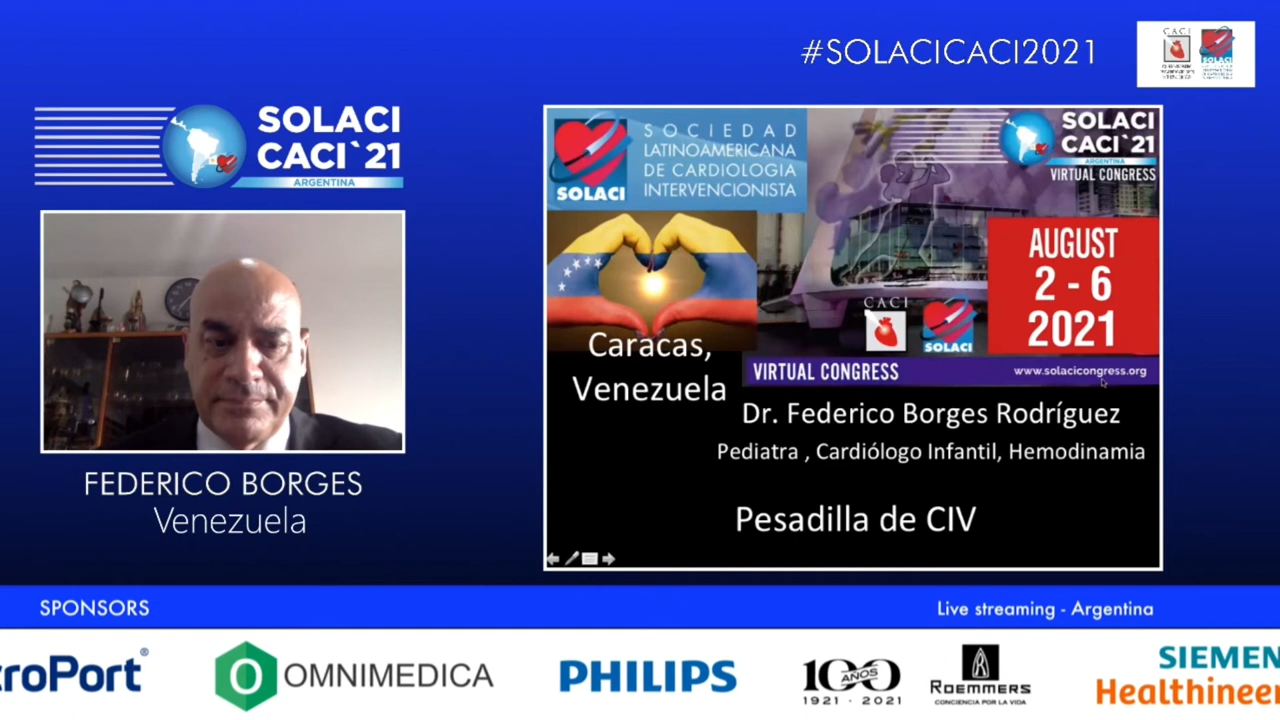 #SOLACICACI2021
CACI
SOLACI
SOLACI
CACI`21
ARGENTINA
FEDERICO BORGES
Venezuela
SOCIEDAD
LATINOAMERICANA
DE CARDIOLOGIA
INTERVENCIONISTA
SOLACI
SOLACI
CACI`21
ARGENTINA
VIRTUAL CONGRESS
AUGUST
2 - 6
2021
CACI
SOLACI
VIRTUAL CONGRESS
www.solacicongress.org
Caracas,
Venezuela
Dr. Federico Borges Rodríguez
Pediatra , Cardiólogo Infantil, Hemodinamia
Pesadilla de CIV
SPONSORS
Live streaming - Argentina
croPort®
OMNIMEDICA
PHILIPS
100
AÑOS
1921 · 2021
ROEMMERS
CONCIENCIA POR LA VIDA
SIEMEN
Healthineer